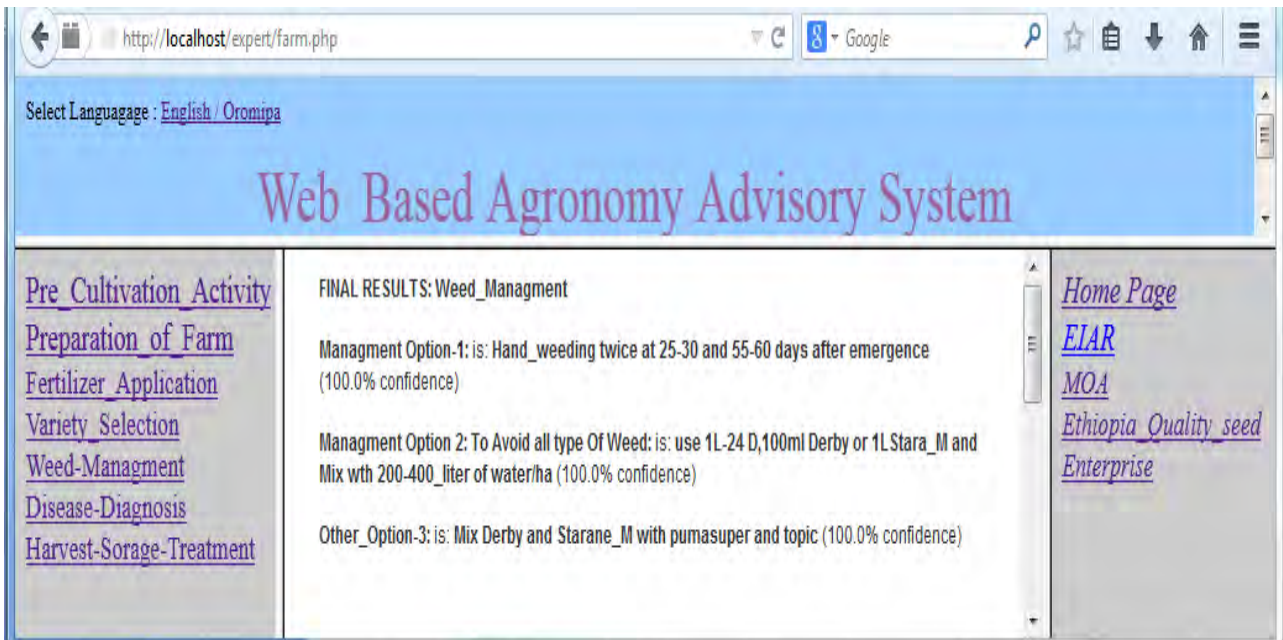 http://localhost/expert/farm.php
Google
Select Languagage : English / Oromipa
Web Based Agronomy Advisory System
Pre_Cultivation_Activity
Preparation_of_Farm
Fertilizer_Application
Variety_Selection
Weed-Managment
Disease-Diagnosis
Harvest-Sorage-Treatment
FINAL RESULTS: Weed_Managment
Managment Option-1: is: Hand_weeding twice at 25-30 and 55-60 days after emergence
(100.0% confidence)
Managment Option 2: To Avoid all type Of Weed: is: use 1L-24 D,100ml Derby or 1L Stara_M and
Mix wth 200-400_liter of water/ha (100.0% confidence)
Other_Option-3: is: Mix Derby and Starane_M with pumasuper and topic (100.0% confidence)
Home Page
EIAR
MOA
Ethiopia_Quality_seed
Enterprise